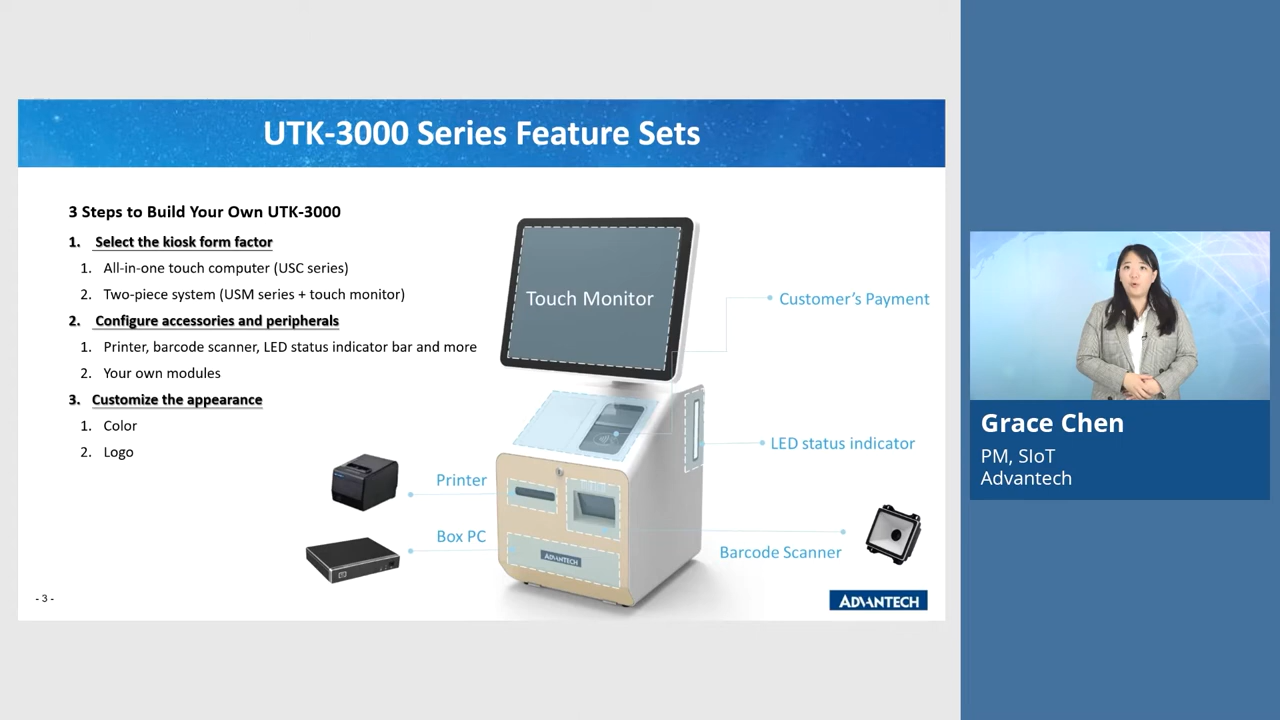 UTK-3000 Series Feature Sets
3 Steps to Build Your Own UTK-3000
1. Select the kiosk form factor
1. All-in-one touch computer (USC series)
2. Two-piece system (USM series + touch monitor)
2. Configure accessories and peripherals
1. Printer, barcode scanner, LED status indicator bar and more
2. Your own modules
3. Customize the appearance
1. Color
2. Logo
Touch Monitor
Customer's Payment
LED status indicator
Printer
Box PC
Barcode Scanner
ADVANTECH
- 3 -
ADVANTECH
Grace Chen
PM, SIoT
Advantech